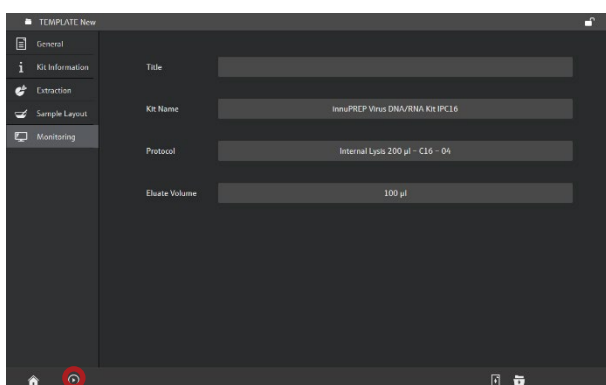 TEMPLATE New
General
Kit Information
Extraction
Sample Layout
Monitoring
Title
Kit Name
InnuPREP Virus DNA/RNA Kit IPC16
Protocol
Internal Lysis 200 µl – C16 – 04
Eluate Volume
100 µl